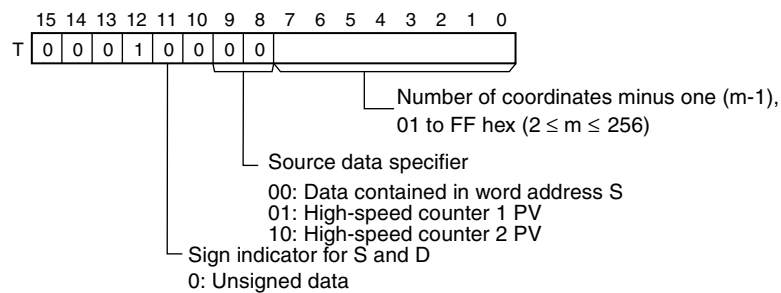 15 14 13 12 11 10 9 8 7 6 5 4 3 2 1 0
T 0 0 0 1 0 0 0 0
Number of coordinates minus one (m-1),
01 to FF hex (2 ≤ m ≤ 256)
Source data specifier
00: Data contained in word address S
01: High-speed counter 1 PV
10: High-speed counter 2 PV
Sign indicator for S and D
0: Unsigned data